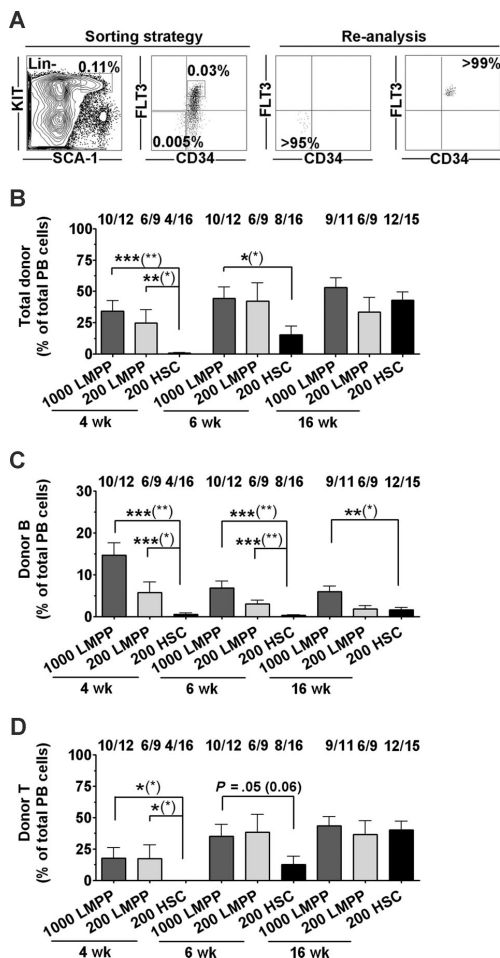 A
Sorting strategy
Re-analysis
Lin-
0.11%
KIT
SCA-1
0.03%
0.005%
FLT3
CD34
>95%
FLT3
CD34
>99%
FLT3
CD34
B
10/12 6/9 4/16 10/12 6/9 8/16 9/11 6/9 12/15
Total donor
(% of total PB cells)
100
75
50
25
0
***(**)
**(*)
*(*)
1000 LMPP
200 LMPP
200 HSC
1000 LMPP
200 LMPP
200 HSC
1000 LMPP
200 LMPP
200 HSC
4 wk
6 wk
16 wk
C
10/12 6/9 4/16 10/12 6/9 8/16 9/11 6/9 12/15
Donor B
(% of total PB cells)
30
20
10
0
***(**)
***(*)
***(**)
***(**)
**(*)
1000 LMPP
200 LMPP
200 HSC
1000 LMPP
200 LMPP
200 HSC
1000 LMPP
200 LMPP
200 HSC
4 wk
6 wk
16 wk
D
10/12 6/9 4/16 10/12 6/9 8/16 9/11 6/9 12/15
Donor T
(% of total PB cells)
100
75
50
25
0
*(*)
*(*)
P = .05 (0.06)
1000 LMPP
200 LMPP
200 HSC
1000 LMPP
200 LMPP
200 HSC
1000 LMPP
200 LMPP
200 HSC
4 wk
6 wk
16 wk